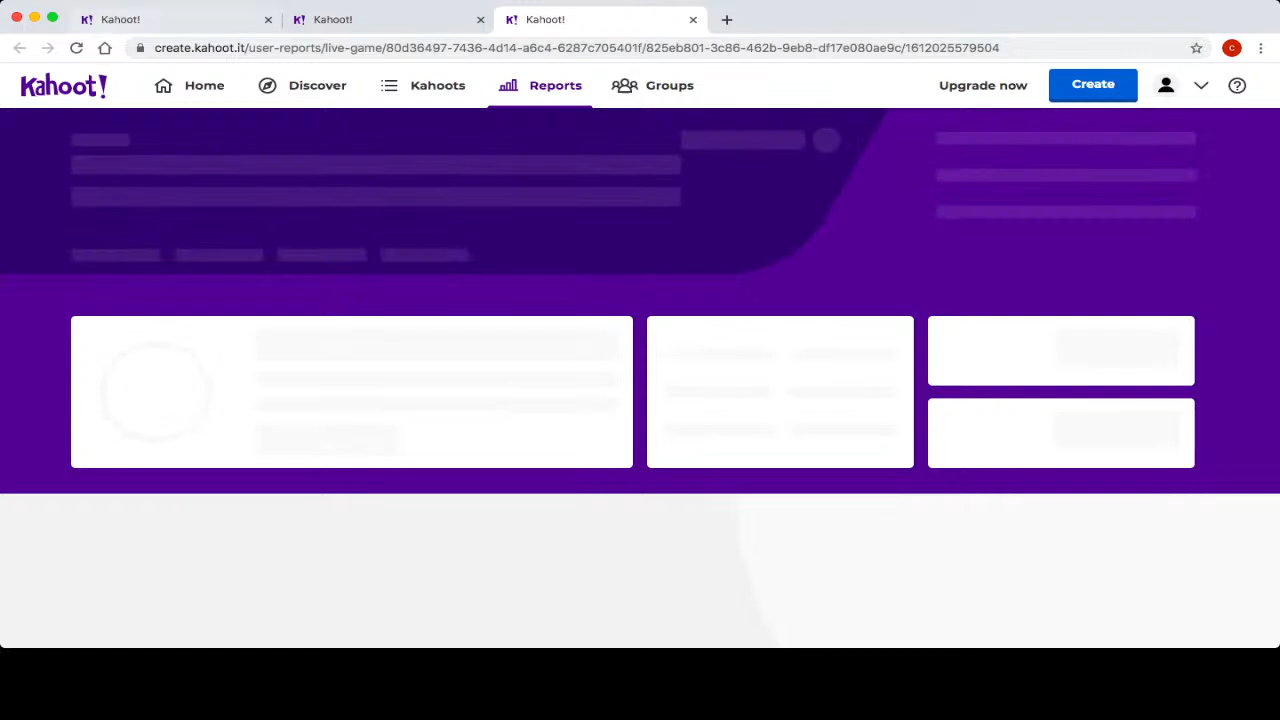 Kahoot!
Kahoot!
Kahoot!
create.kahoot.it/user-reports/live-game/80d36497-7436-4d14-a6c4-6287c705401f/825eb801-3c86-462b-9eb8-df17e080ae9c/1612025579504
C
Kahoot!
Home
Discover
Kahoots
Reports
Groups
Upgrade now
Create